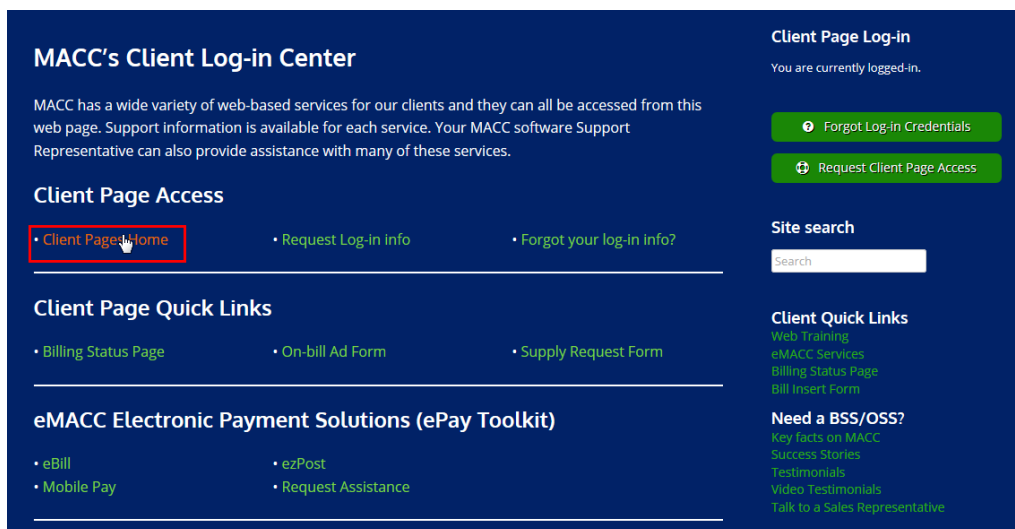 MACC's Client Log-in Center
MACC has a wide variety of web-based services for our clients and they can all be accessed from this
web page. Support information is available for each service. Your MACC software Support
Representative can also provide assistance with many of these services.
Client Page Access
• Client Pages Home
• Request Log-in info
• Forgot your log-in info?
Client Page Quick Links
• Billing Status Page
• On-bill Ad Form
• Supply Request Form
eMACC Electronic Payment Solutions (ePay Toolkit)
• eBill
• ezPost
• Mobile Pay
• Request Assistance
Client Page Log-in
You are currently logged-in.
Forgot Log-in Credentials
Request Client Page Access
Site search
Search
Client Quick Links
Web Training
eMACC Services
Billing Status Page
Bill Insert Form
Need a BSS/OSS?
Key facts on MACC
Success Stories
Testimonials
Video Testimonials
Talk to a Sales Representative